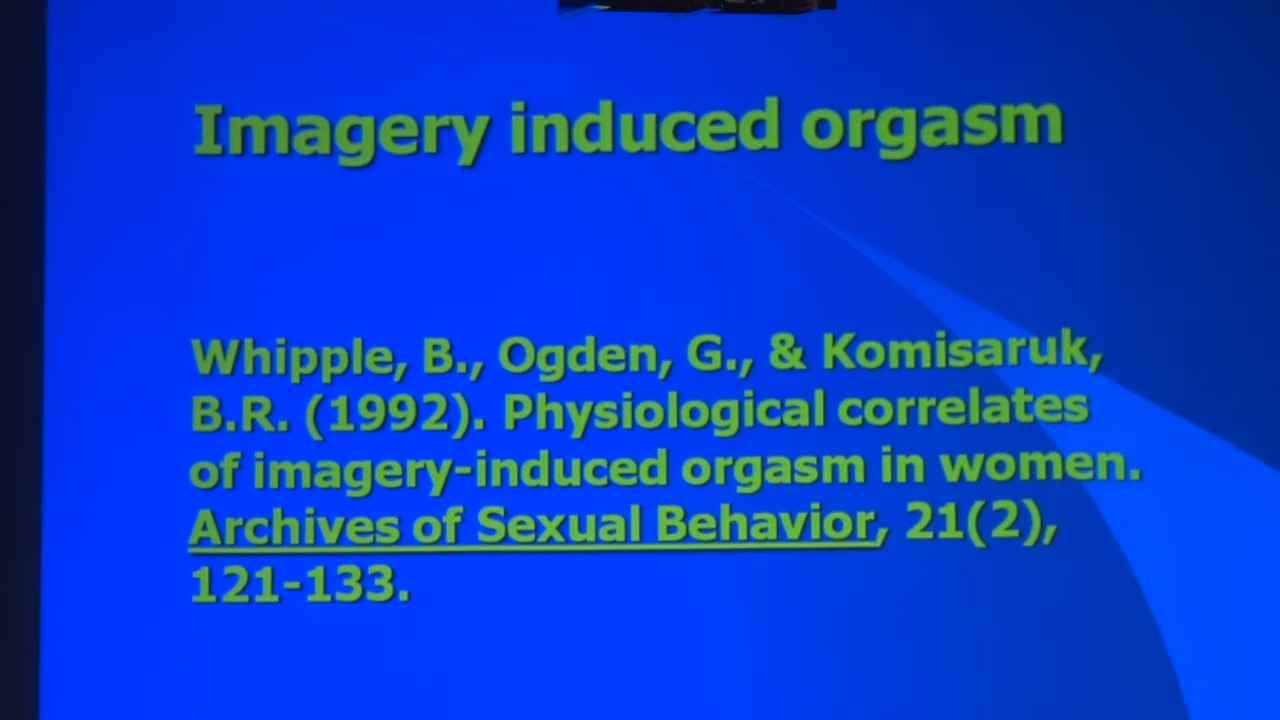 Imagery induced orgasm
Whipple, B., Ogden, G., & Komisaruk,
B.R. (1992). Physiological correlates
of imagery-induced orgasm in women.
Archives of Sexual Behavior, 21(2),
121-133.